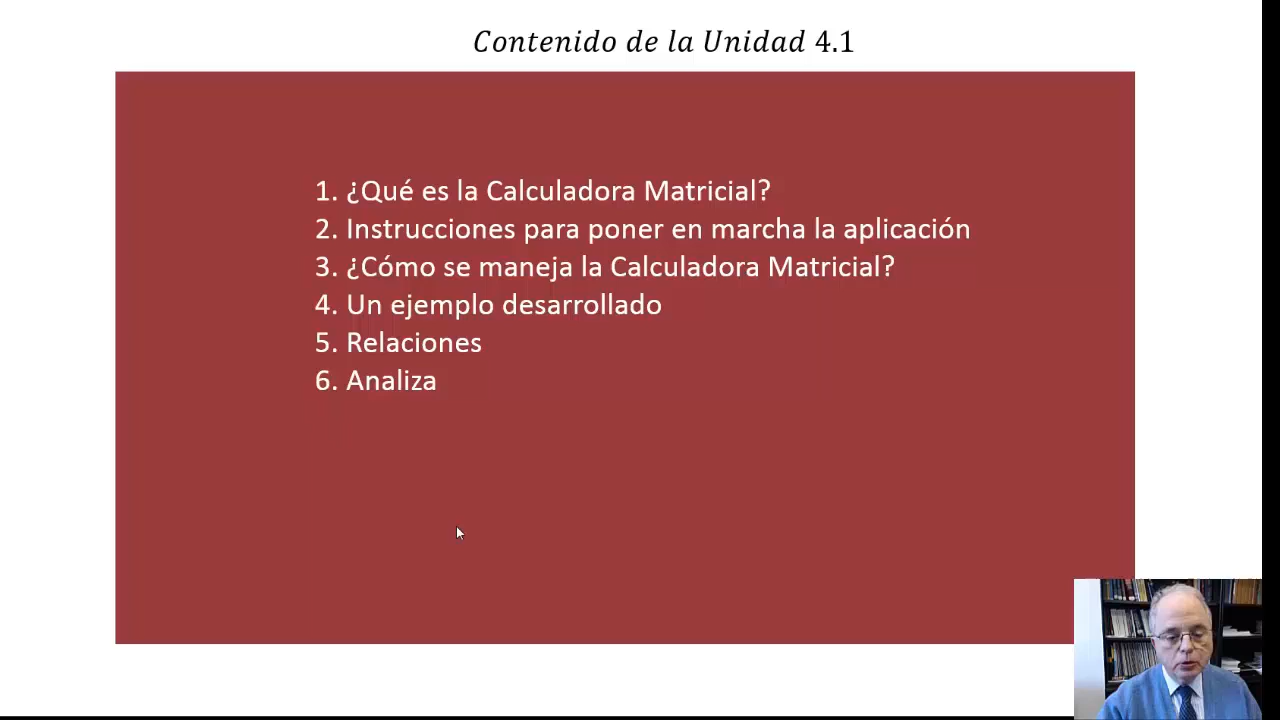 Contenido de la Unidad 4.1
1. ¿Qué es la Calculadora Matricial?
2. Instrucciones para poner en marcha la aplicación
3. ¿Cómo se maneja la Calculadora Matricial?
4. Un ejemplo desarrollado
5. Relaciones
6. Analiza